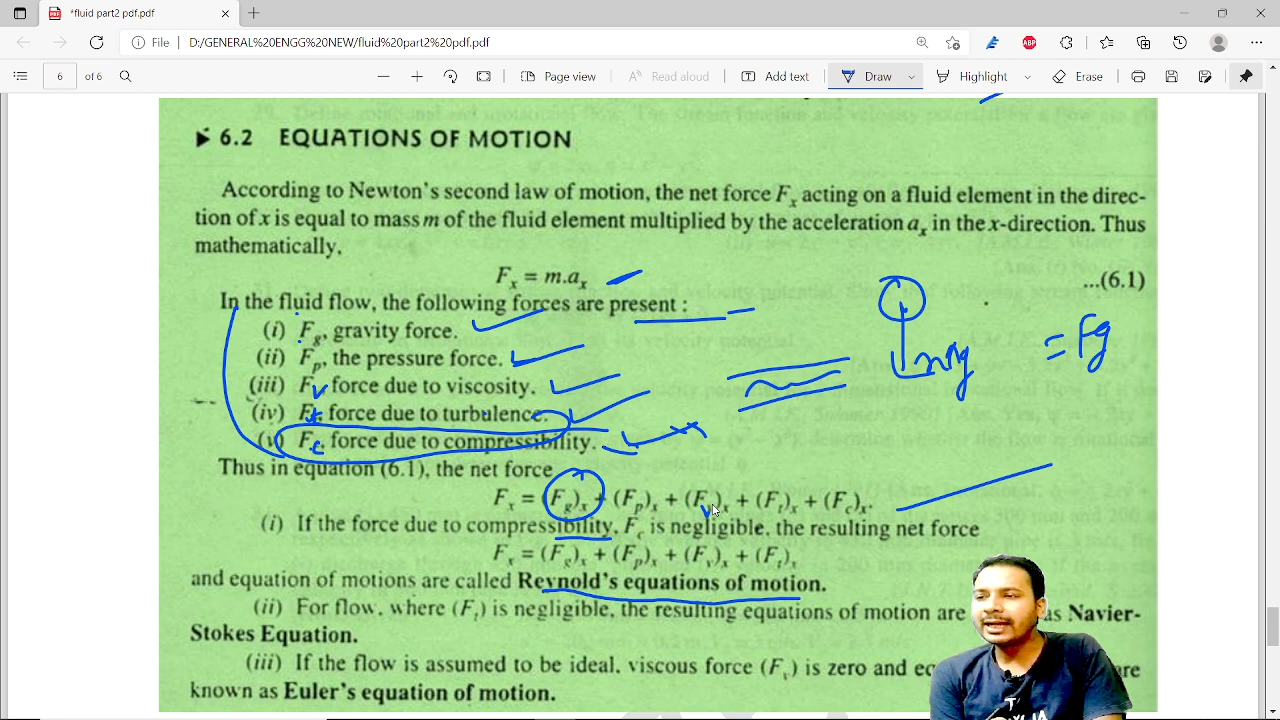 *fluid part2 pdf.pdf
File D:/GENERAL%20ENGG%20NEW/fluid%20part2%20pdf.pdf
ABP
6 of 6 Page view Read aloud Add text Draw Highlight Erase
6.2 EQUATIONS OF MOTION
According to Newton's second law of motion, the net force Fx acting on a fluid element in the direc-
tion of x is equal to mass m of the fluid element multiplied by the acceleration ax in the x-direction. Thus
mathematically,
Fx = m.ax ...(6.1)
In the fluid flow, the following forces are present :
(i) Fg, gravity force.
(ii) Fp, the pressure force.
(iii) Fv force due to viscosity.
(iv) Ft force due to turbulence.
(v) Fc, force due to compressibility.
mg = Fg
Thus in equation (6.1), the net force
Fx = (Fg)x + (Fp)x + (Fv)x + (Ft)x + (Fc)x.
(i) If the force due to compressibility, Fc is negligible, the resulting net force
Fx = (Fg)x + (Fp)x + (Fv)x + (Ft)x
and equation of motions are called Reynold's equations of motion.
(ii) For flow, where (Ft) is negligible, the resulting equations of motion are as Navier-
Stokes Equation.
(iii) If the flow is assumed to be ideal, viscous force (Fv) is zero and are
known as Euler's equation of motion.